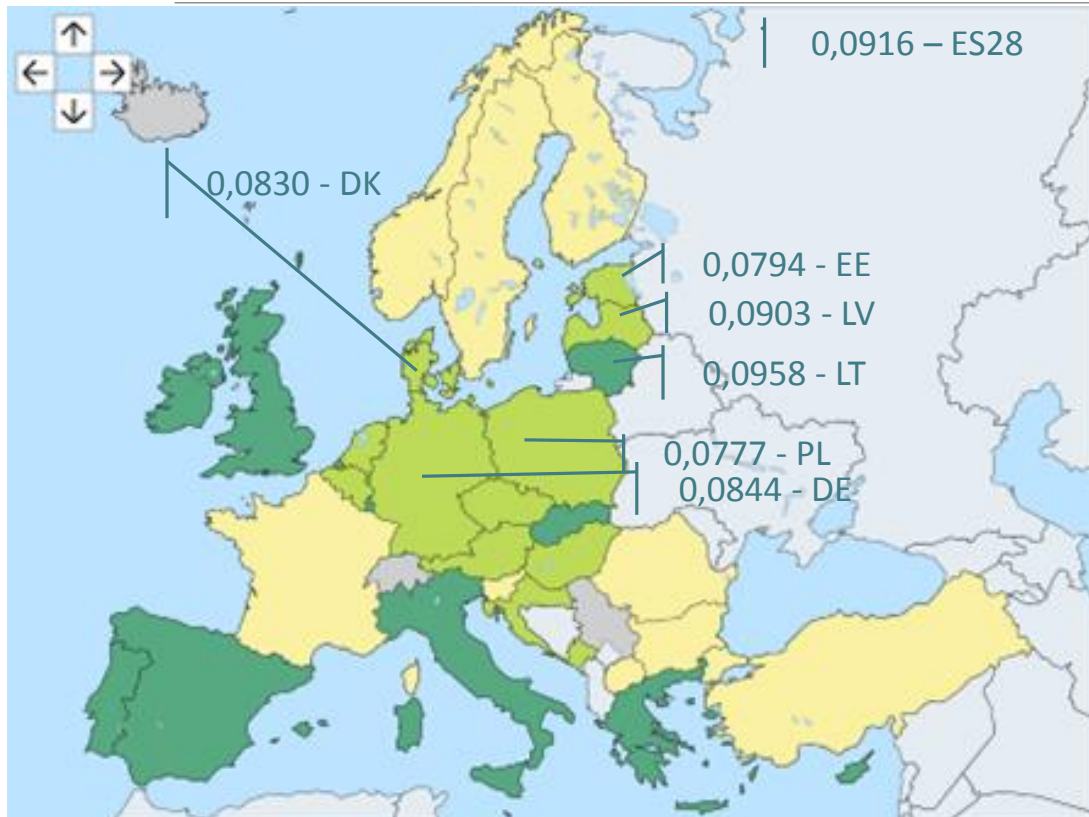 0,0916 – ES28
0,0830 - DK
0,0794 - EE
0,0903 - LV
0,0958 - LT
0,0777 - PL
0,0844 - DE